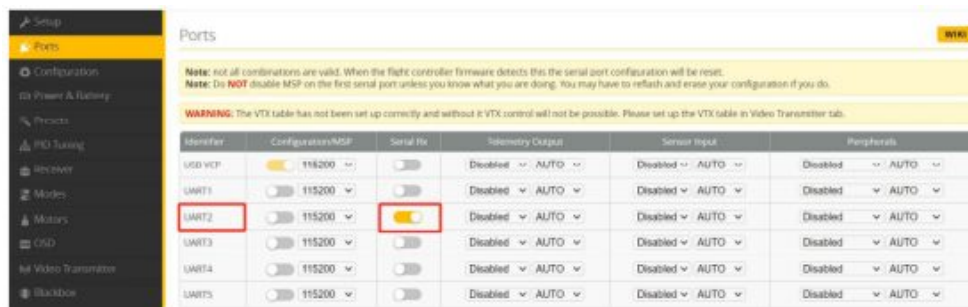 Setup
Ports
Configuration
Power & Battery
Presets
PID Tuning
Receiver
Modes
Motors
OSD
Video Transmitter
Blackbox
Ports
WIKI
Note: not all combinations are valid. When the flight controller firmware detects this the serial port configuration will be reset.
Note: Do NOT disable MSP on the first serial port unless you know what you are doing. You may have to reflash and erase your configuration if you do.
WARNING: The VTX table has not been set up correctly and without it VTX control will not be possible. Please set up the VTX table in Video Transmitter tab.
Identifier Configuration/MSP Serial Rx Telemetry Output Sensor Input Peripherals
USB VCP 115200 Disabled AUTO Disabled AUTO Disabled AUTO
UART1 115200 Disabled AUTO Disabled AUTO Disabled AUTO
UART2 115200 Disabled AUTO Disabled AUTO Disabled AUTO
UART3 115200 Disabled AUTO Disabled AUTO Disabled AUTO
UART4 115200 Disabled AUTO Disabled AUTO Disabled AUTO
UART5 115200 Disabled AUTO Disabled AUTO Disabled AUTO